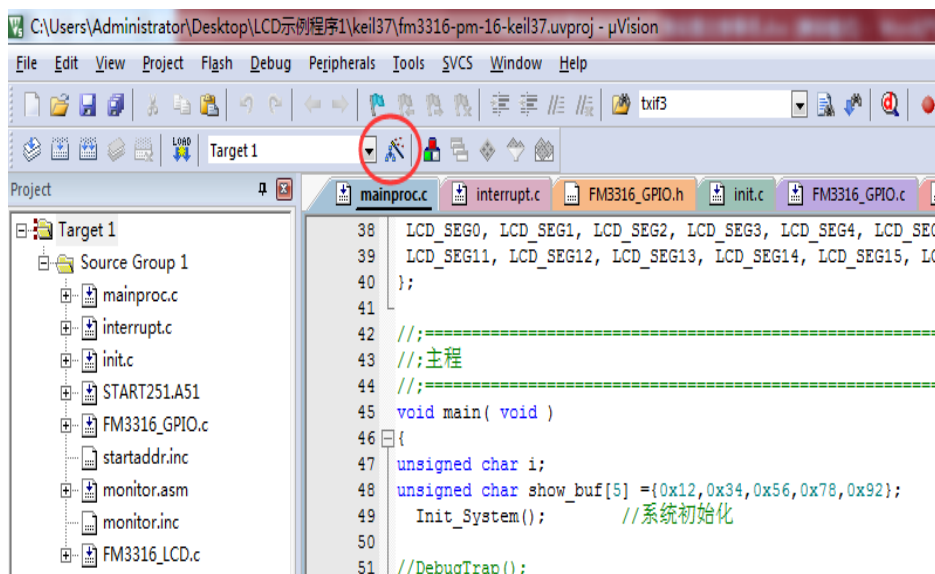 C:\Users\Administrator\Desktop\LCD示例程序1\keil37\fm3316-pm-16-keil37.uvproj - µVision
File Edit View Project Flash Debug Peripherals Tools SVCS Window Help
txif3
LOAD Target 1
Project
mainproc.c interrupt.c FM3316_GPIO.h init.c FM3316_GPIO.c
Target 1
Source Group 1
mainproc.c
interrupt.c
init.c
START251.A51
FM3316_GPIO.c
startaddr.inc
monitor.asm
monitor.inc
FM3316_LCD.c
38 LCD_SEG0, LCD_SEG1, LCD_SEG2, LCD_SEG3, LCD_SEG4, LCD_SEG
39 LCD_SEG11, LCD_SEG12, LCD_SEG13, LCD_SEG14, LCD_SEG15, LC
40 };
41
42 //;=======================================================
43 //;主程
44 //;=======================================================
45 void main( void )
46 {
47 unsigned char i;
48 unsigned char show_buf[5] ={0x12,0x34,0x56,0x78,0x92};
49 Init_System(); //系统初始化
50
51 //DebugTrap();